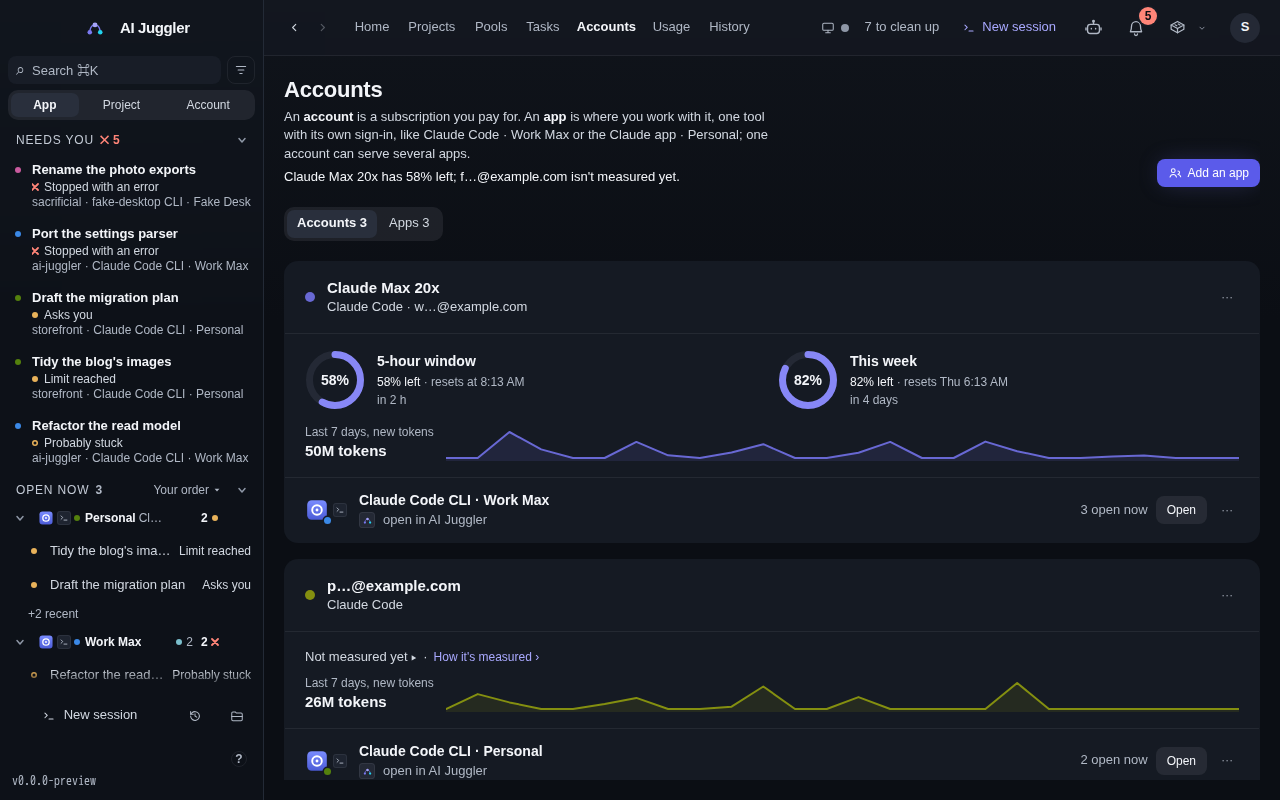 AI Juggler
Search ⌘K
App Project Account
NEEDS YOU 5
Rename the photo exports
Stopped with an error
sacrificial · fake-desktop CLI · Fake Desk
Port the settings parser
Stopped with an error
ai-juggler · Claude Code CLI · Work Max
Draft the migration plan
Asks you
storefront · Claude Code CLI · Personal
Tidy the blog's images
Limit reached
storefront · Claude Code CLI · Personal
Refactor the read model
Probably stuck
ai-juggler · Claude Code CLI · Work Max
OPEN NOW 3 Your order
Personal Cl… 2
Tidy the blog's ima… Limit reached
Draft the migration plan Asks you
+2 recent
Work Max 2 2
Refactor the read… Probably stuck
New session
?
v0.0.0-preview
Home Projects Pools Tasks Accounts Usage History
7 to clean up New session 5 S
Accounts
An account is a subscription you pay for. An app is where you work with it, one tool
with its own sign-in, like Claude Code · Work Max or the Claude app · Personal; one
account can serve several apps.
Claude Max 20x has 58% left; f…@example.com isn't measured yet.
Add an app
Accounts 3 Apps 3
Claude Max 20x
Claude Code · w…@example.com
58%
5-hour window
58% left · resets at 8:13 AM
in 2 h
82%
This week
82% left · resets Thu 6:13 AM
in 4 days
Last 7 days, new tokens
50M tokens
Claude Code CLI · Work Max
open in AI Juggler
3 open now Open
p…@example.com
Claude Code
Not measured yet ▸ · How it's measured ›
Last 7 days, new tokens
26M tokens
Claude Code CLI · Personal
open in AI Juggler
2 open now Open